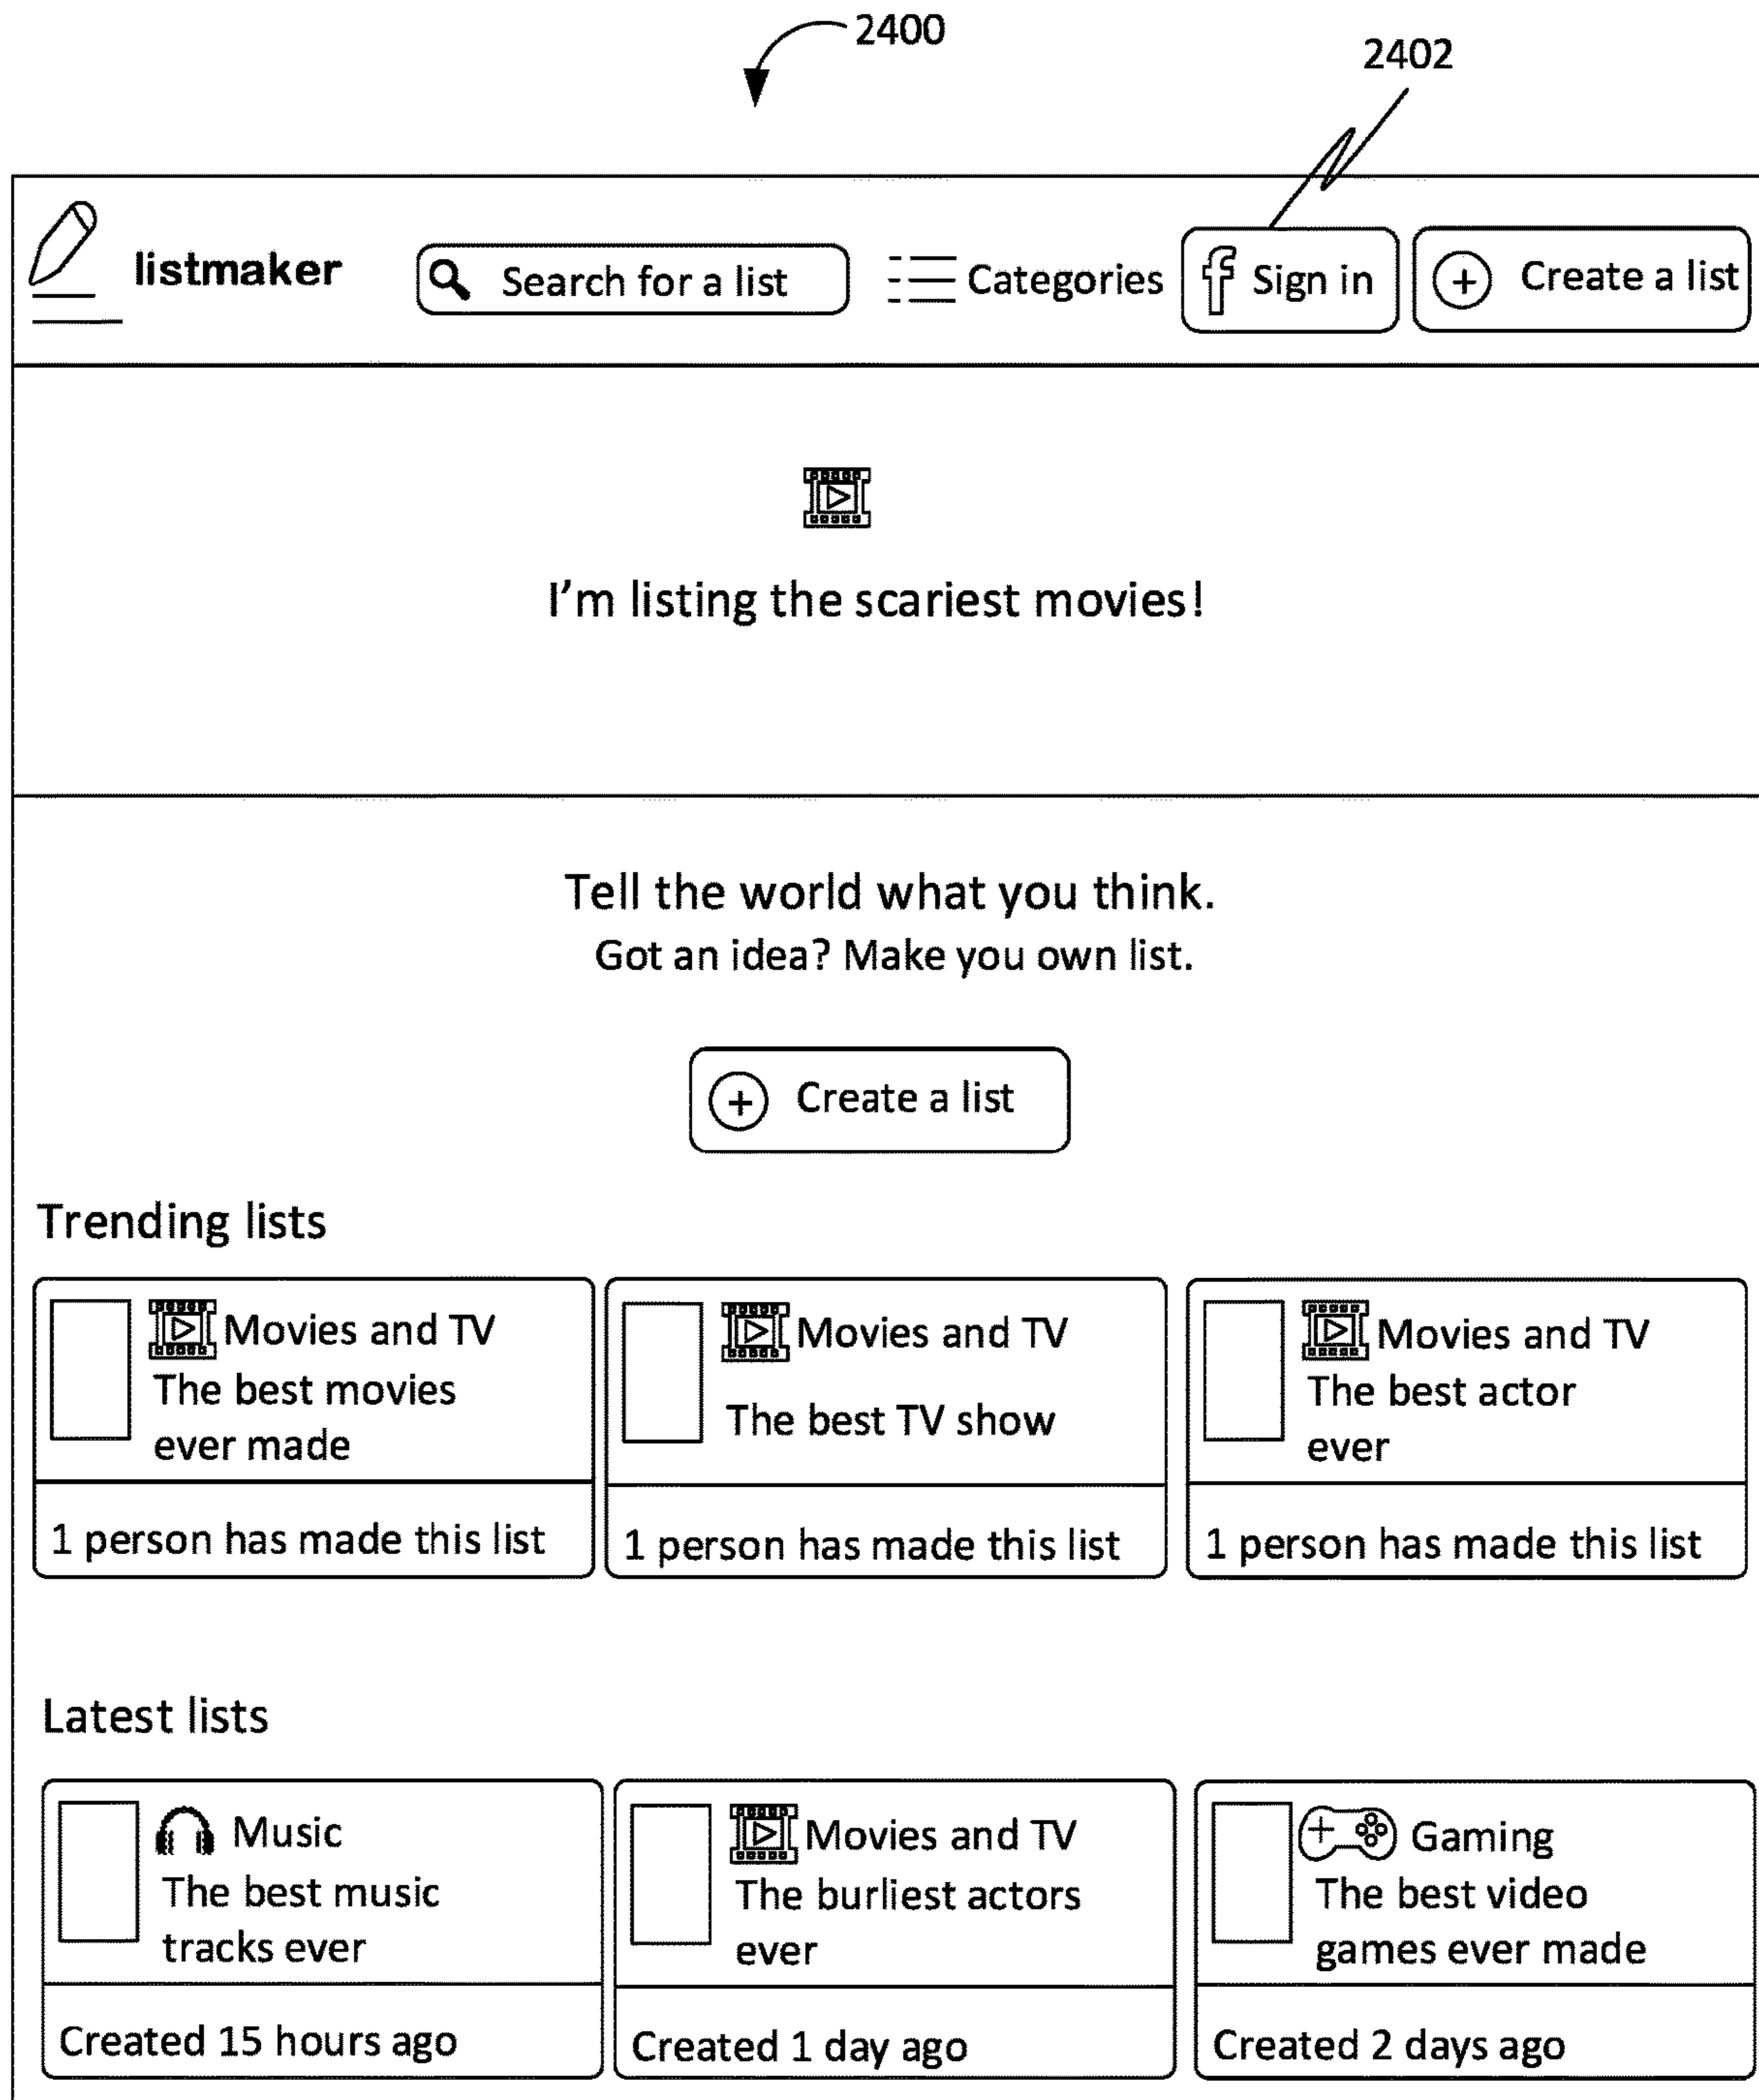 2400
2402
listmaker
Search for a list
Categories
f Sign in
+ Create a list
I'm listing the scariest movies!
Tell the world what you think.
Got an idea? Make you own list.
+ Create a list
Trending lists
Movies and TV
The best movies
ever made
1 person has made this list
Movies and TV
The best TV show
1 person has made this list
Movies and TV
The best actor
ever
1 person has made this list
Latest lists
Music
The best music
tracks ever
Created 15 hours ago
Movies and TV
The burliest actors
ever
Created 1 day ago
Gaming
The best video
games ever made
Created 2 days ago